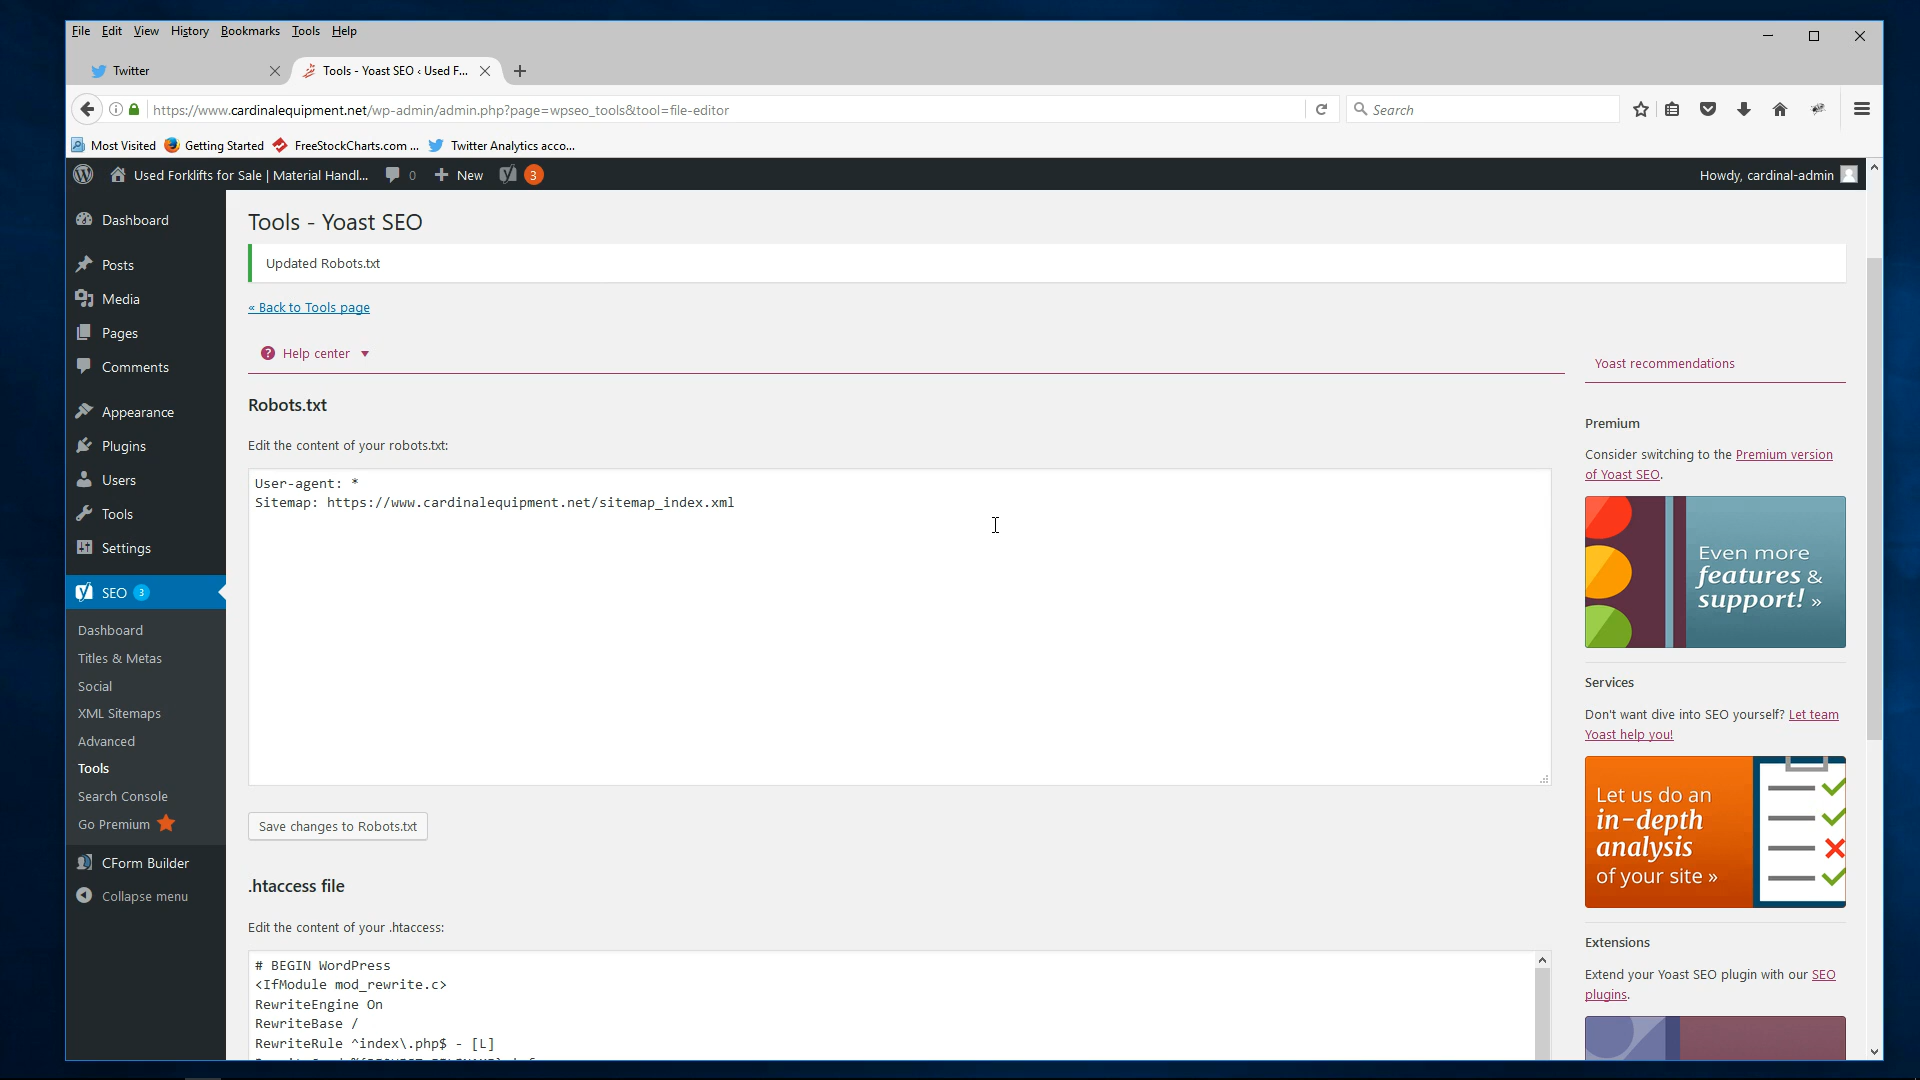 File Edit View History Bookmarks Tools Help
Twitter
Tools - Yoast SEO ‹ Used F...
https://www.cardinalequipment.net/wp-admin/admin.php?page=wpseo_tools&tool=file-editor
Search
Most Visited Getting Started FreeStockCharts.com ... Twitter Analytics acco...
Used Forklifts for Sale | Material Handl... 0 New 3
Howdy, cardinal-admin
Dashboard
Posts
Media
Pages
Comments
Appearance
Plugins
Users
Tools
Settings
SEO 3
Dashboard
Titles & Metas
Social
XML Sitemaps
Advanced
Tools
Search Console
Go Premium
CForm Builder
Collapse menu
Tools - Yoast SEO
Updated Robots.txt
« Back to Tools page
Help center
Robots.txt
Edit the content of your robots.txt:
User-agent: *
Sitemap: https://www.cardinalequipment.net/sitemap_index.xml
Save changes to Robots.txt
.htaccess file
Edit the content of your .htaccess:
# BEGIN WordPress
<IfModule mod_rewrite.c>
RewriteEngine On
RewriteBase /
RewriteRule ^index\.php$ - [L]
Yoast recommendations
Premium
Consider switching to the Premium version
of Yoast SEO.
Even more
features &
support! »
Services
Don't want dive into SEO yourself? Let team
Yoast help you!
Let us do an
in-depth
analysis
of your site »
Extensions
Extend your Yoast SEO plugin with our SEO
plugins.